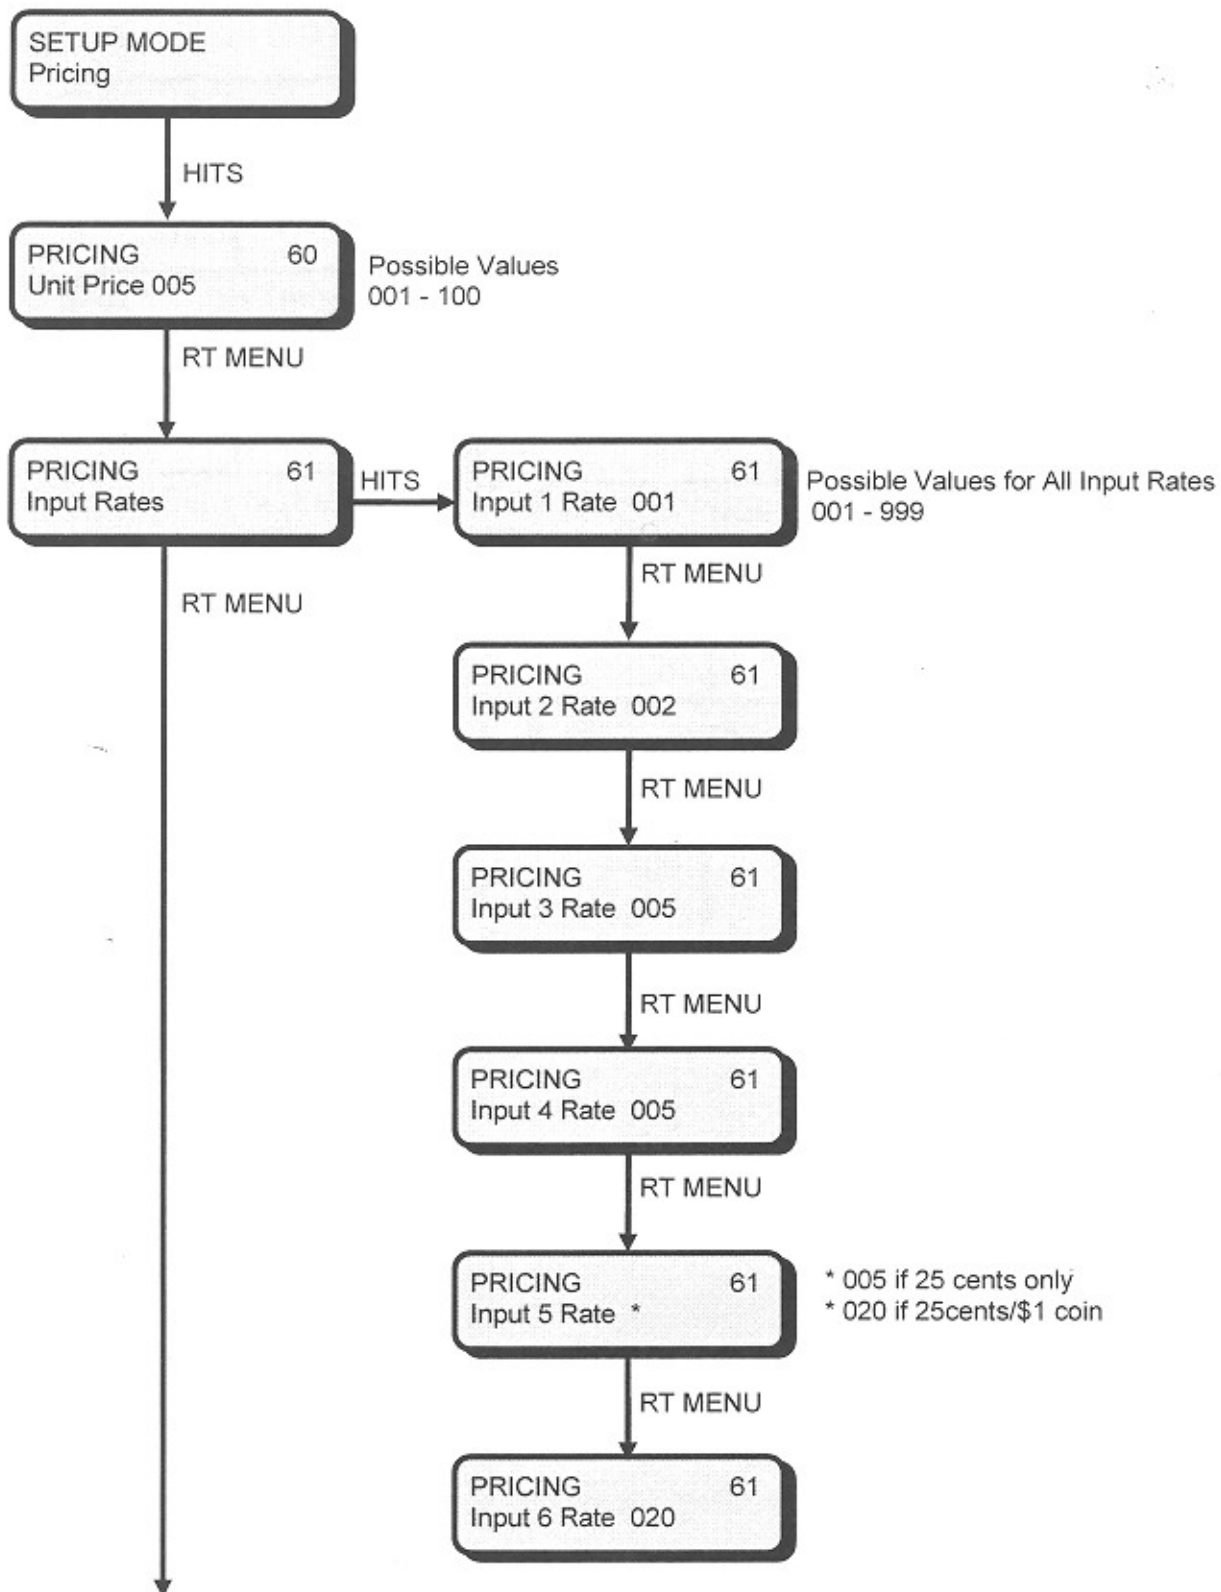 SETUP MODE
Pricing
HITS
PRICING 60
Unit Price 005
Possible Values
001 - 100
RT MENU
PRICING 61
Input Rates
HITS
PRICING 61
Input 1 Rate 001
Possible Values for All Input Rates
001 - 999
RT MENU
RT MENU
PRICING 61
Input 2 Rate 002
RT MENU
PRICING 61
Input 3 Rate 005
RT MENU
PRICING 61
Input 4 Rate 005
RT MENU
PRICING 61
Input 5 Rate *
* 005 if 25 cents only
* 020 if 25cents/$1 coin
RT MENU
PRICING 61
Input 6 Rate 020